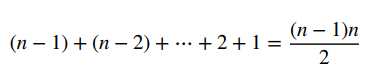 (n − 1) + (n − 2) + ⋯ + 2 + 1 = (n − 1)n / 2